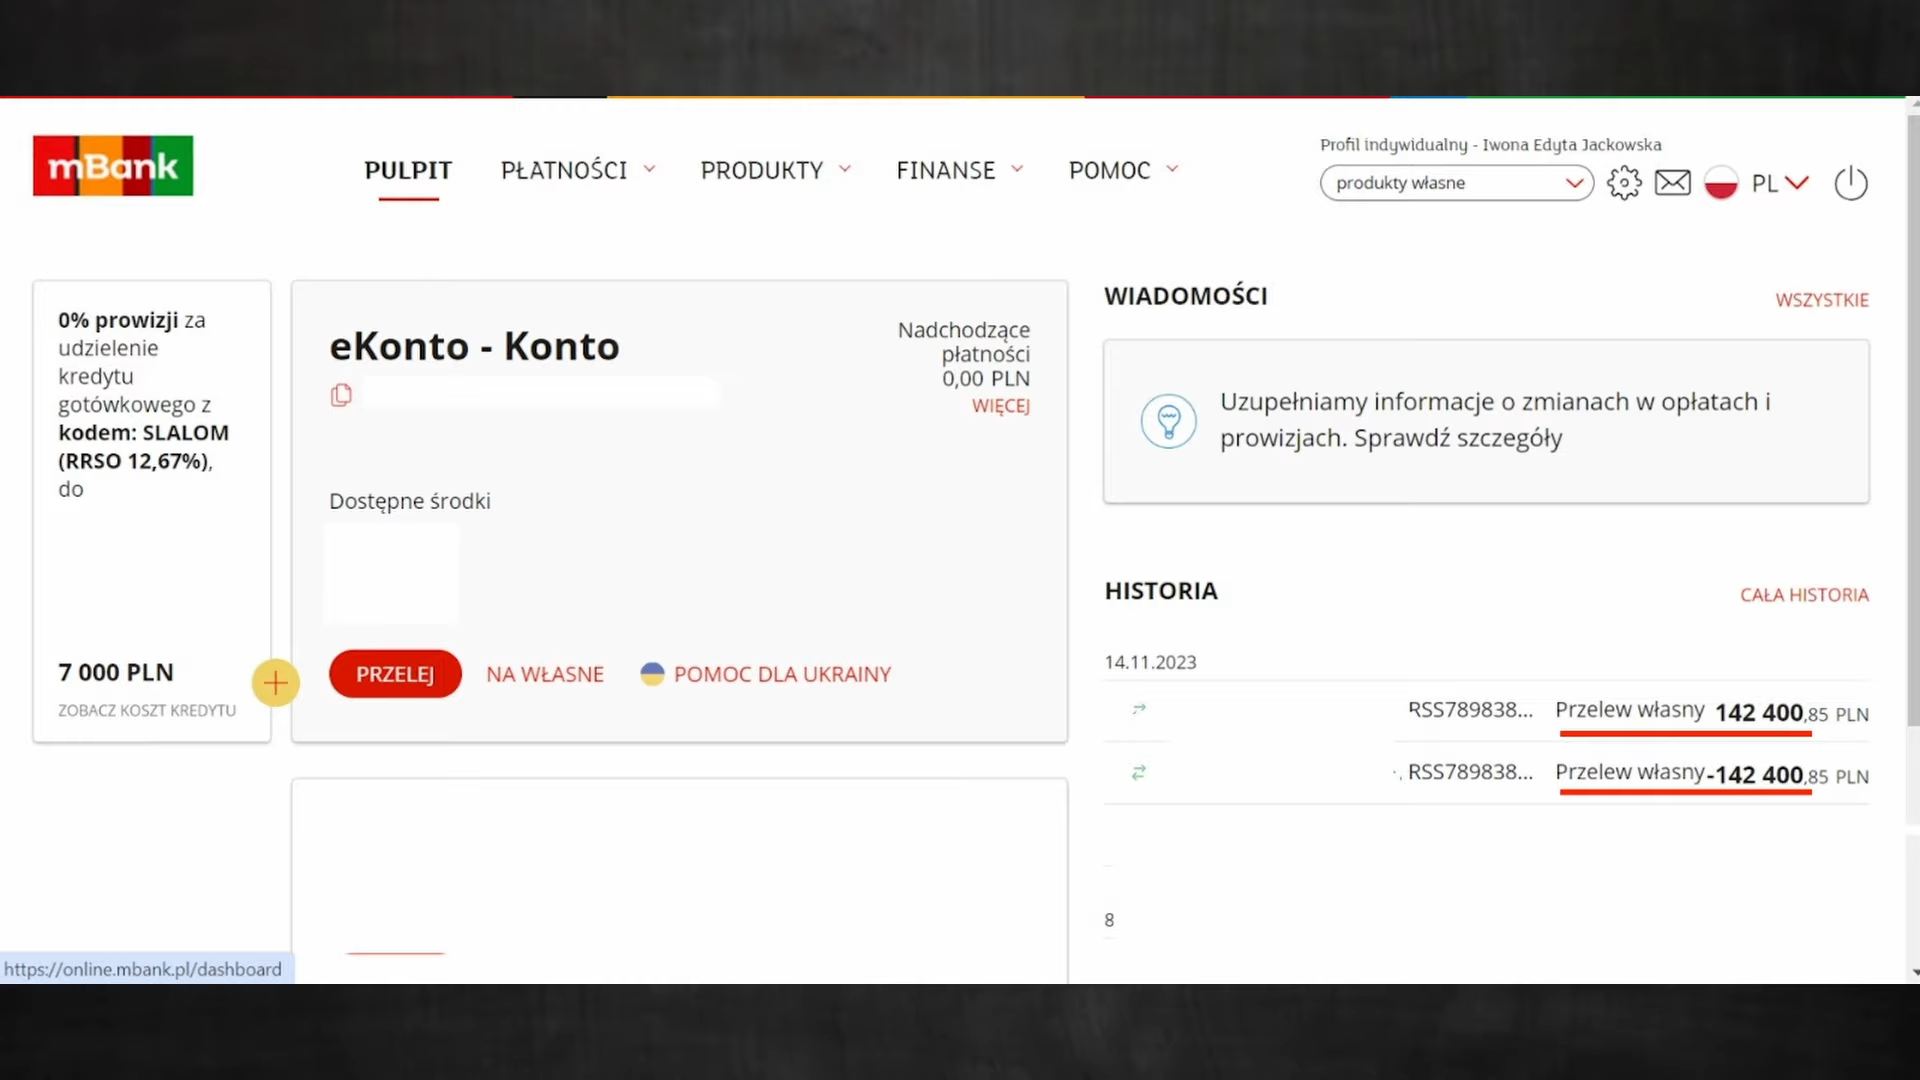 mBank
PULPIT
PŁATNOŚCI
PRODUKTY
FINANSE
POMOC
Profil indywidualny - Iwona Edyta Jackowska
produkty własne
PL
0% prowizji za
udzielenie
kredytu
gotówkowego z
kodem: SLALOM
(RRSO 12,67%),
do
7 000 PLN
ZOBACZ KOSZT KREDYTU
eKonto - Konto
Nadchodzące
płatności
0,00 PLN
WIĘCEJ
Dostępne środki
PRZELEJ
NA WŁASNE
POMOC DLA UKRAINY
WIADOMOŚCI
WSZYSTKIE
Uzupełniamy informacje o zmianach w opłatach i
prowizjach. Sprawdź szczegóły
HISTORIA
CAŁA HISTORIA
14.11.2023
RSS789838... Przelew własny 142 400,85 PLN
RSS789838... Przelew własny -142 400,85 PLN
8
https://online.mbank.pl/dashboard